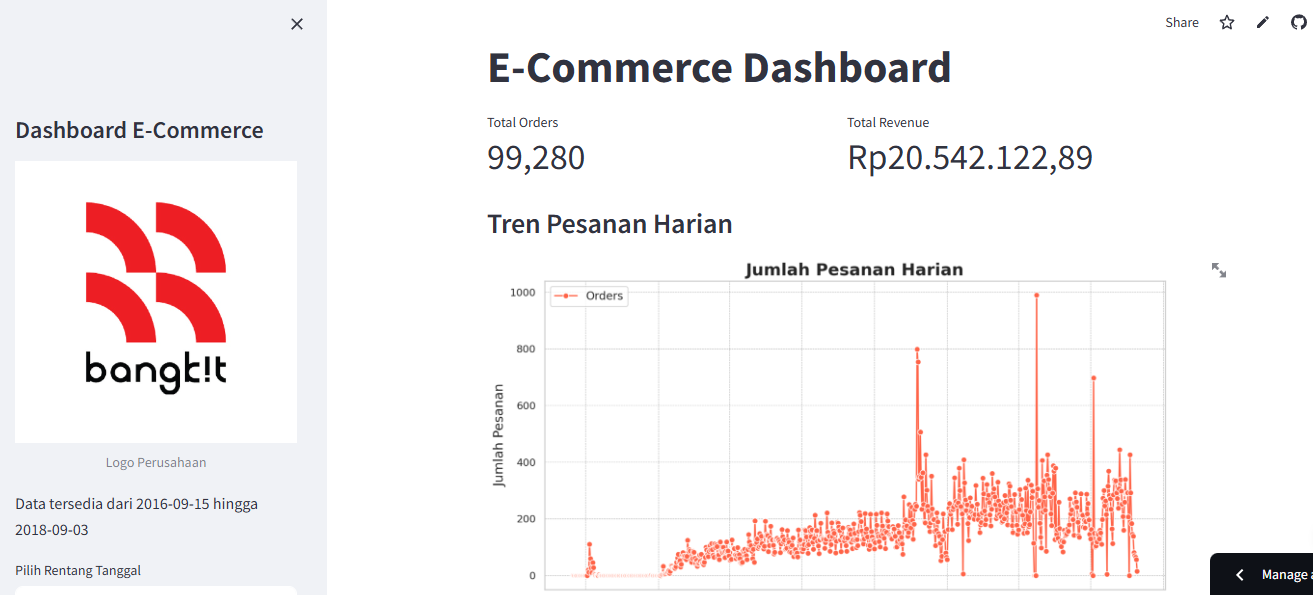 Share
E-Commerce Dashboard
Dashboard E-Commerce
bangk!t
Logo Perusahaan
Data tersedia dari 2016-09-15 hingga
2018-09-03
Pilih Rentang Tanggal
Total Orders
99,280
Total Revenue
Rp20.542.122,89
Tren Pesanan Harian
Jumlah Pesanan Harian
Orders
Jumlah Pesanan
1000
800
600
400
200
0
Manage